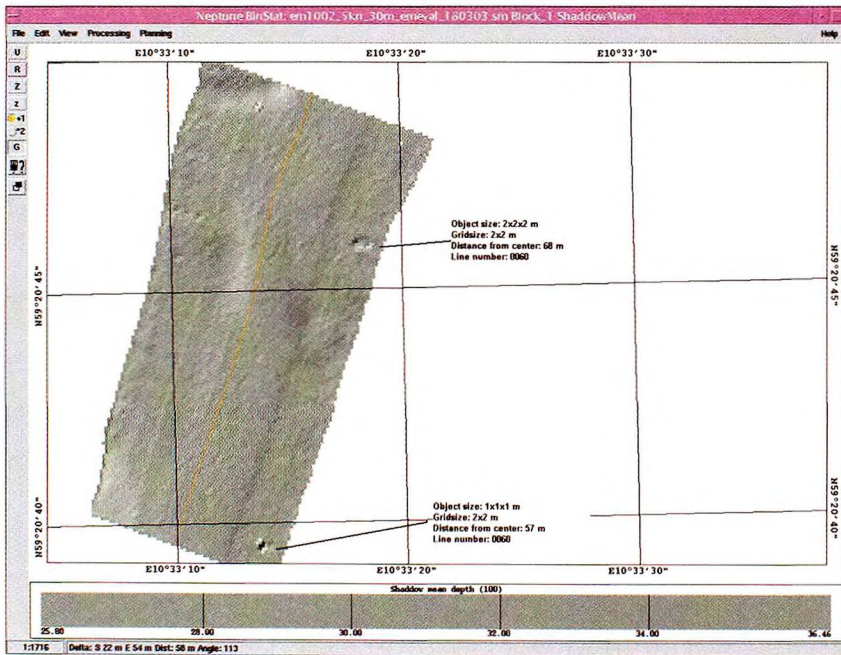 Neptune BinStat: em1002_5kn_30m_emeval_180303.sm Block_1 ShaddowMean
File Edit View Processing Planning Help
U
R
Z
z
+1
G
E10°33'10" E10°33'20" E10°33'30"
Object size: 2x2x2 m
Gridsize: 2x2 m
Distance from center: 68 m
Line number: 0060
N59°20'45" N59°20'45"
Object size: 1x1x1 m
Gridsize: 2x2 m
Distance from center: 57 m
Line number: 0060
N59°20'40" N59°20'40"
E10°33'10" E10°33'20" E10°33'30"
Shaddov mean depth (100)
25.80 28.00 30.00 32.00 34.00 36.46
1:1716 Delta: S 22 m E 54 m Dist: 58 m Angle: 113